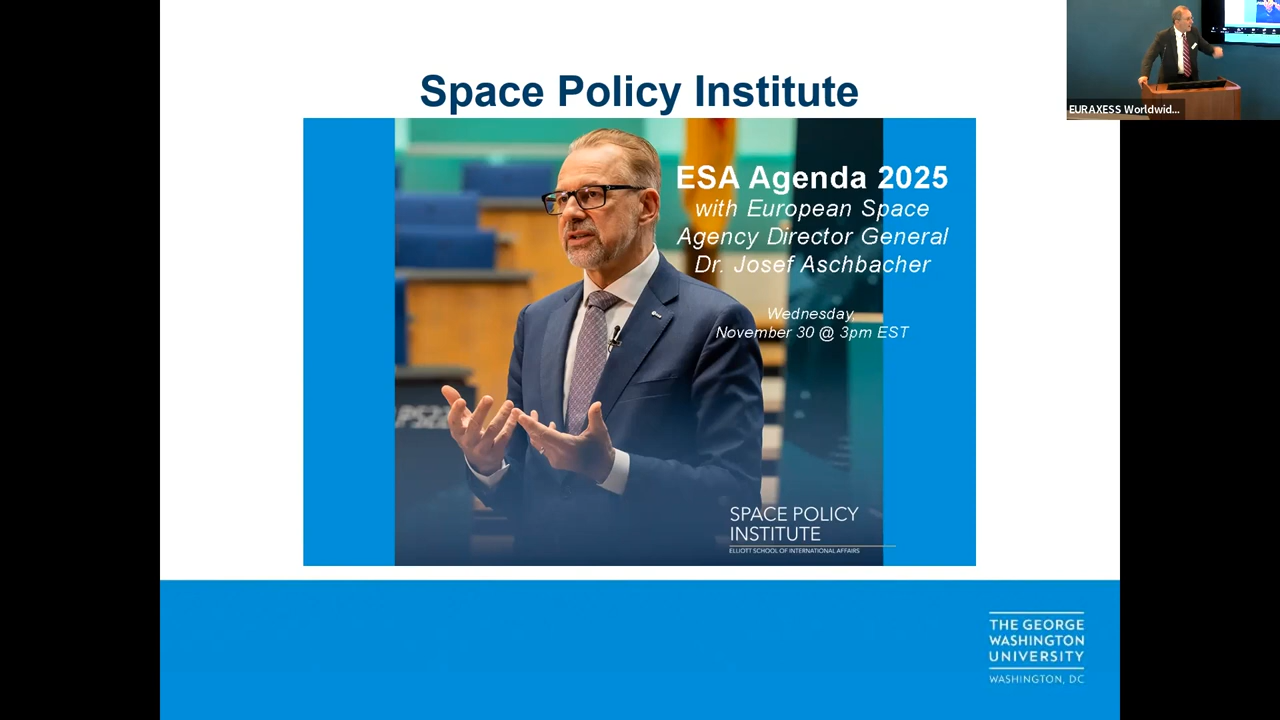 Space Policy Institute
EURAXESS Worldwid...
ESA Agenda 2025
with European Space
Agency Director General
Dr. Josef Aschbacher
Wednesday,
November 30 @ 3pm EST
SPACE POLICY
INSTITUTE
ELLIOTT SCHOOL OF INTERNATIONAL AFFAIRS
THE GEORGE
WASHINGTON
UNIVERSITY
WASHINGTON, DC